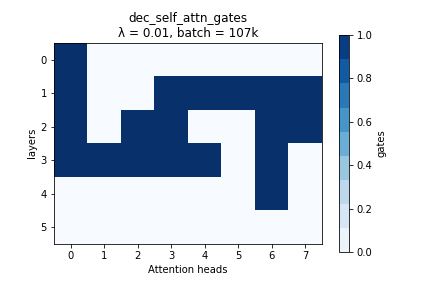 dec_self_attn_gates
λ = 0.01, batch = 107k
layers
0
1
2
3
4
5
0 1 2 3 4 5 6 7
Attention heads
1.0
0.8
0.6
0.4
0.2
0.0
gates